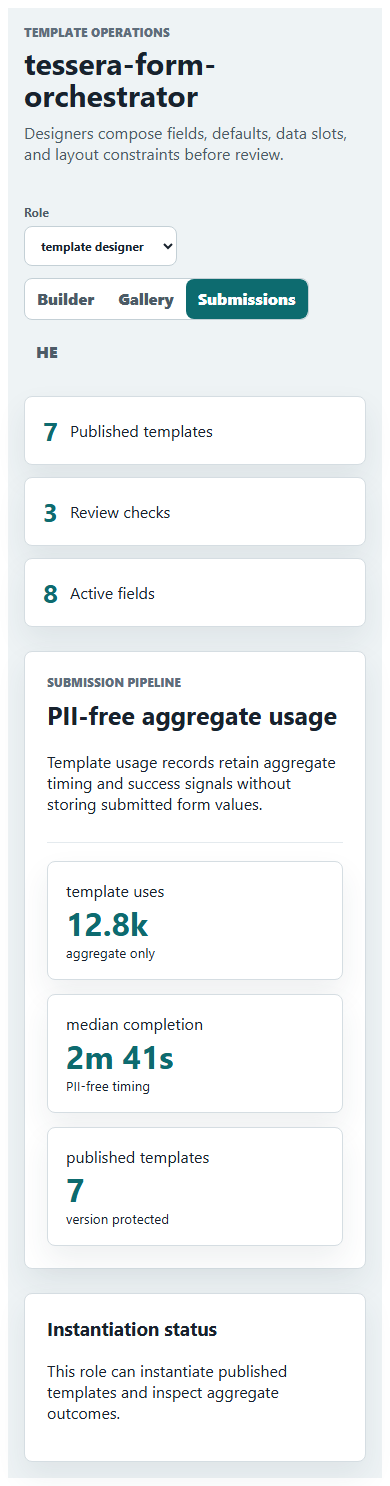 TEMPLATE OPERATIONS
tessera-form-
orchestrator
Designers compose fields, defaults, data slots,
and layout constraints before review.
Role
template designer
Builder Gallery Submissions
HE
7 Published templates
3 Review checks
8 Active fields
SUBMISSION PIPELINE
PII-free aggregate usage
Template usage records retain aggregate
timing and success signals without
storing submitted form values.
template uses
12.8k
aggregate only
median completion
2m 41s
PII-free timing
published templates
7
version protected
Instantiation status
This role can instantiate published
templates and inspect aggregate
outcomes.